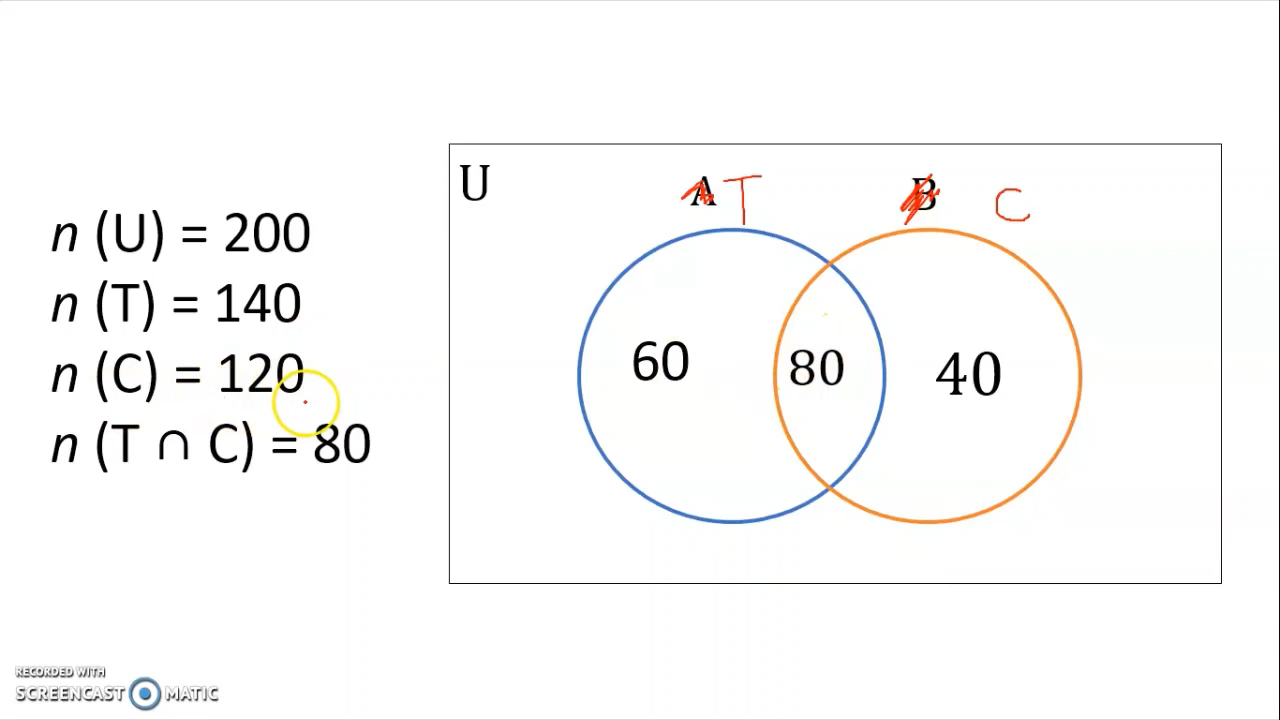 n (U) = 200
n (T) = 140
n (C) = 120
n (T ∩ C) = 80
U
A T
B C
60
80
40
RECORDED WITH
SCREENCAST MATIC